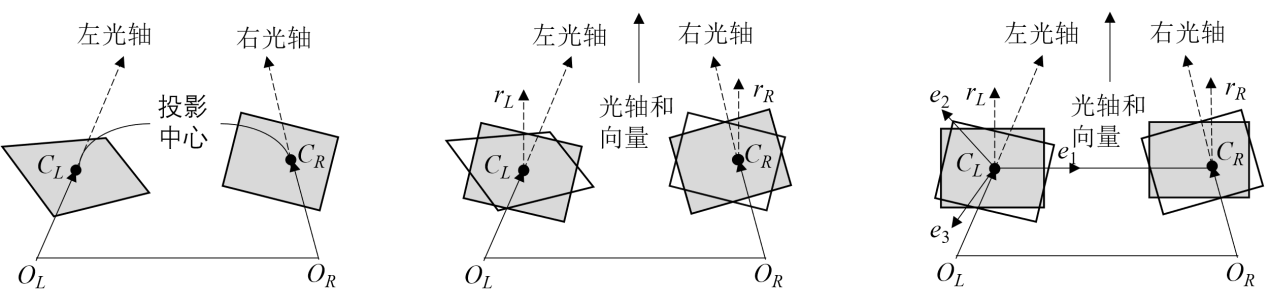 左光轴
右光轴
投影
中心
C_L
C_R
O_L
O_R
左光轴
右光轴
r_L
光轴和
向量
r_R
C_L
C_R
O_L
O_R
左光轴
右光轴
e_2
r_L
光轴和
向量
r_R
C_L
e_1
C_R
e_3
O_L
O_R